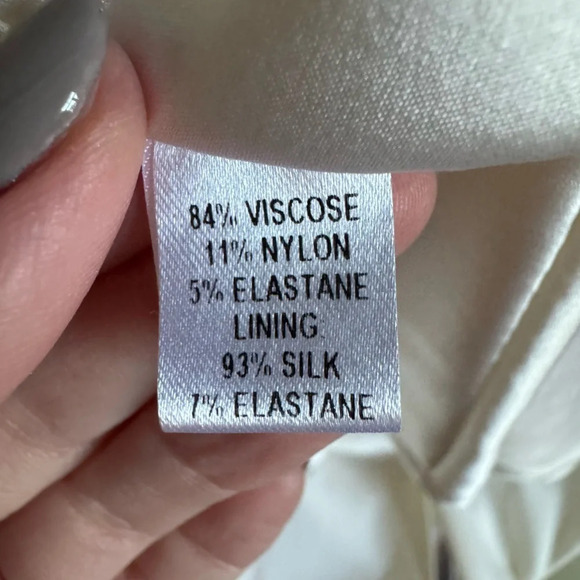 84% VISCOSE
11% NYLON
5% ELASTANE
LINING
93% SILK
7% ELASTANE